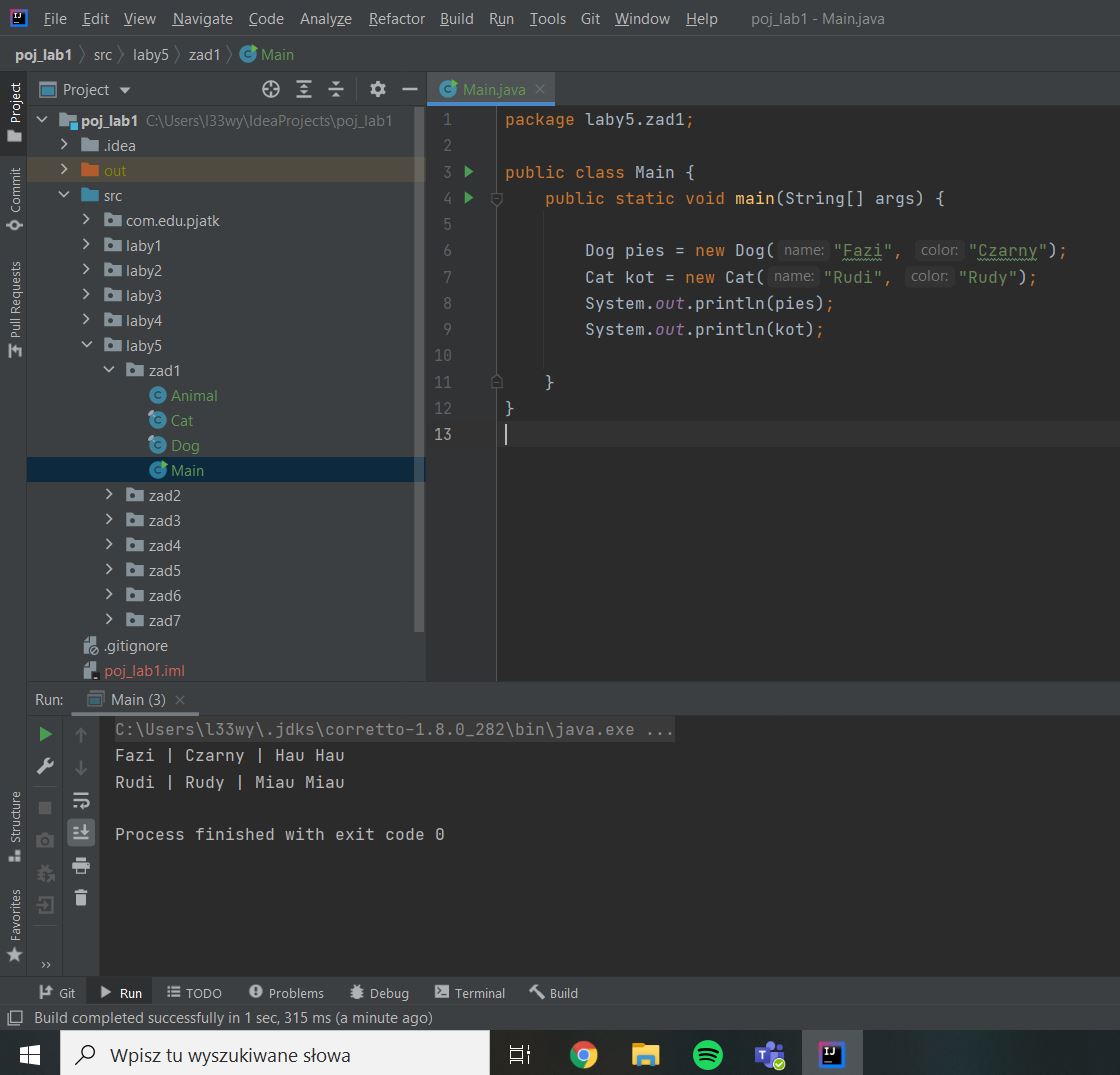 File Edit View Navigate Code Analyze Refactor Build Run Tools Git Window Help poj_lab1 - Main.java
poj_lab1 src laby5 zad1 Main
Project
Commit
Pull Requests
Project
poj_lab1 C:\Users\l33wy\IdeaProjects\poj_lab1
.idea
out
src
com.edu.pjatk
laby1
laby2
laby3
laby4
laby5
zad1
Animal
Cat
Dog
Main
zad2
zad3
zad4
zad5
zad6
zad7
.gitignore
poj_lab1.iml
Main.java
1 package laby5.zad1;
2
3 public class Main {
4 public static void main(String[] args) {
5
6 Dog pies = new Dog( name: "Fazi", color: "Czarny");
7 Cat kot = new Cat( name: "Rudi", color: "Rudy");
8 System.out.println(pies);
9 System.out.println(kot);
10
11 }
12 }
13
Run: Main (3)
C:\Users\l33wy\.jdks\corretto-1.8.0_282\bin\java.exe ...
Fazi | Czarny | Hau Hau
Rudi | Rudy | Miau Miau
Process finished with exit code 0
Structure
Favorites
Git Run TODO Problems Debug Terminal Build
Build completed successfully in 1 sec, 315 ms (a minute ago)
Wpisz tu wyszukiwane słowa